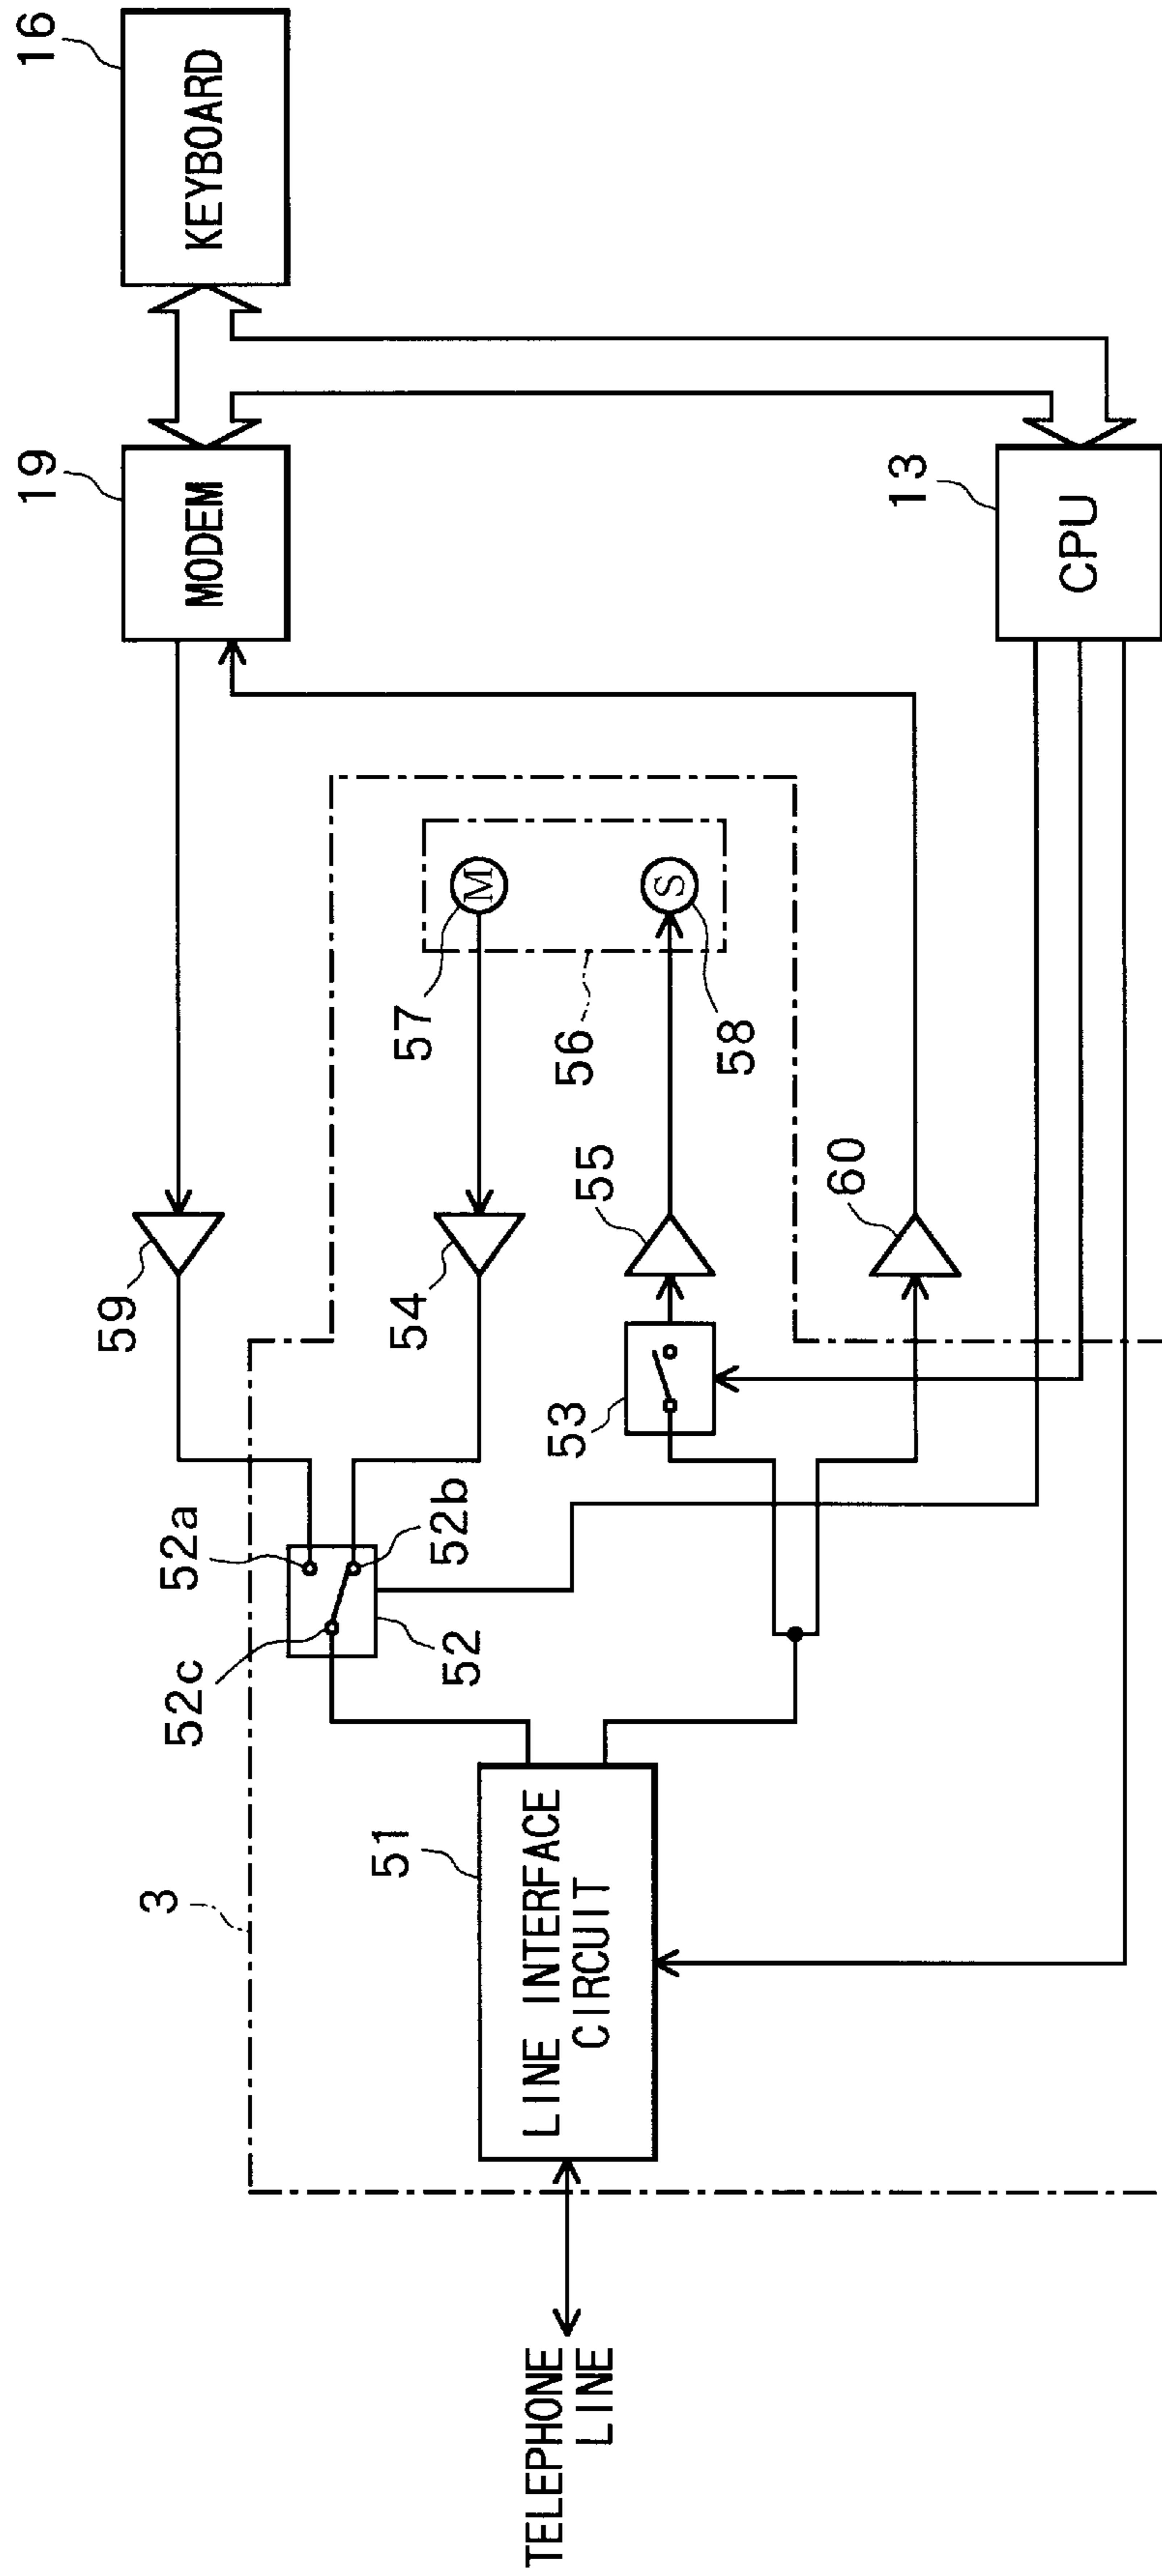 16
KEYBOARD
19
MODEM
13
CPU
59
57
54
56
58
55
60
53
52a
52b
52c
52
3
51
LINE INTERFACE
CIRCUIT
M
S
TELEPHONE
LINE